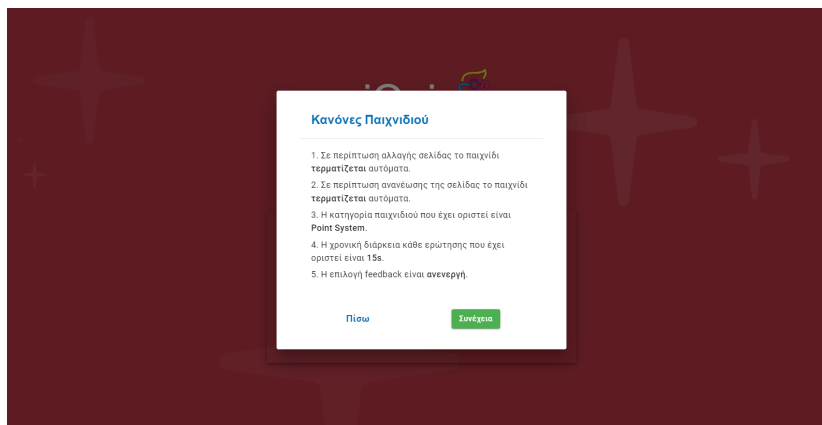 Κανόνες Παιχνιδιού
1. Σε περίπτωση αλλαγής σελίδας το παιχνίδι
τερματίζεται αυτόματα.
2. Σε περίπτωση ανανέωσης της σελίδας το παιχνίδι
τερματίζεται αυτόματα.
3. Η κατηγορία παιχνιδιού που έχει οριστεί είναι
Point System.
4. Η χρονική διάρκεια κάθε ερώτησης που έχει
οριστεί είναι 15s.
5. Η επιλογή feedback είναι ανενεργή.
Πίσω Συνέχεια